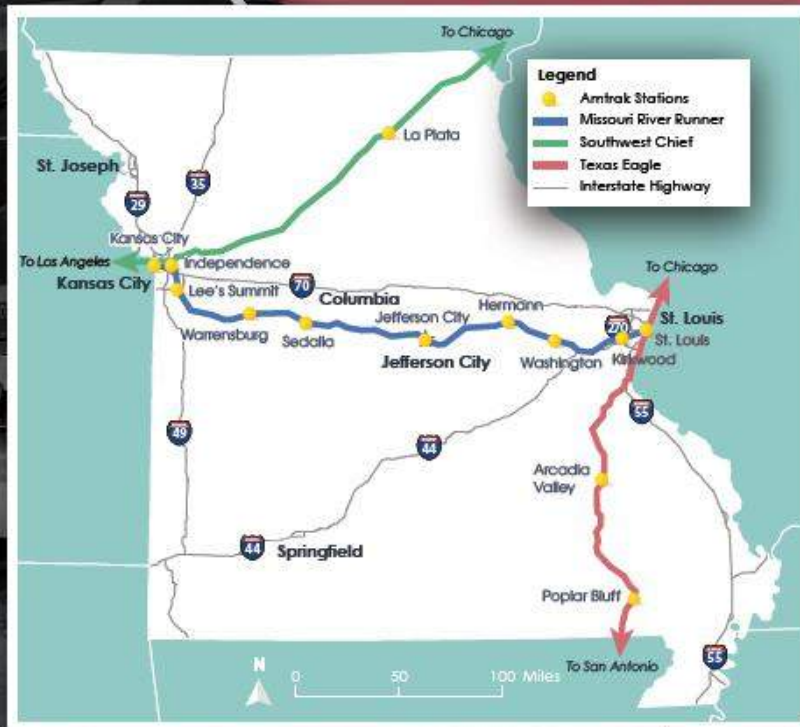 To Chicago
Legend
Amtrak Stations
Missouri River Runner
Southwest Chief
Texas Eagle
Interstate Highway
La Plata
St. Joseph
35
29
Kansas City
To Los Angeles
Independence
Kansas City
Lee's Summit
70
Columbia
To Chicago
Hermann
Jefferson City
270
St. Louis
St. Louis
Warrensburg
Sedalia
Jefferson City
Washington
Kirkwood
55
49
44
Arcadia
Valley
44
Springfield
Poplar Bluff
To San Antonio
55
N
0 50 100 Miles